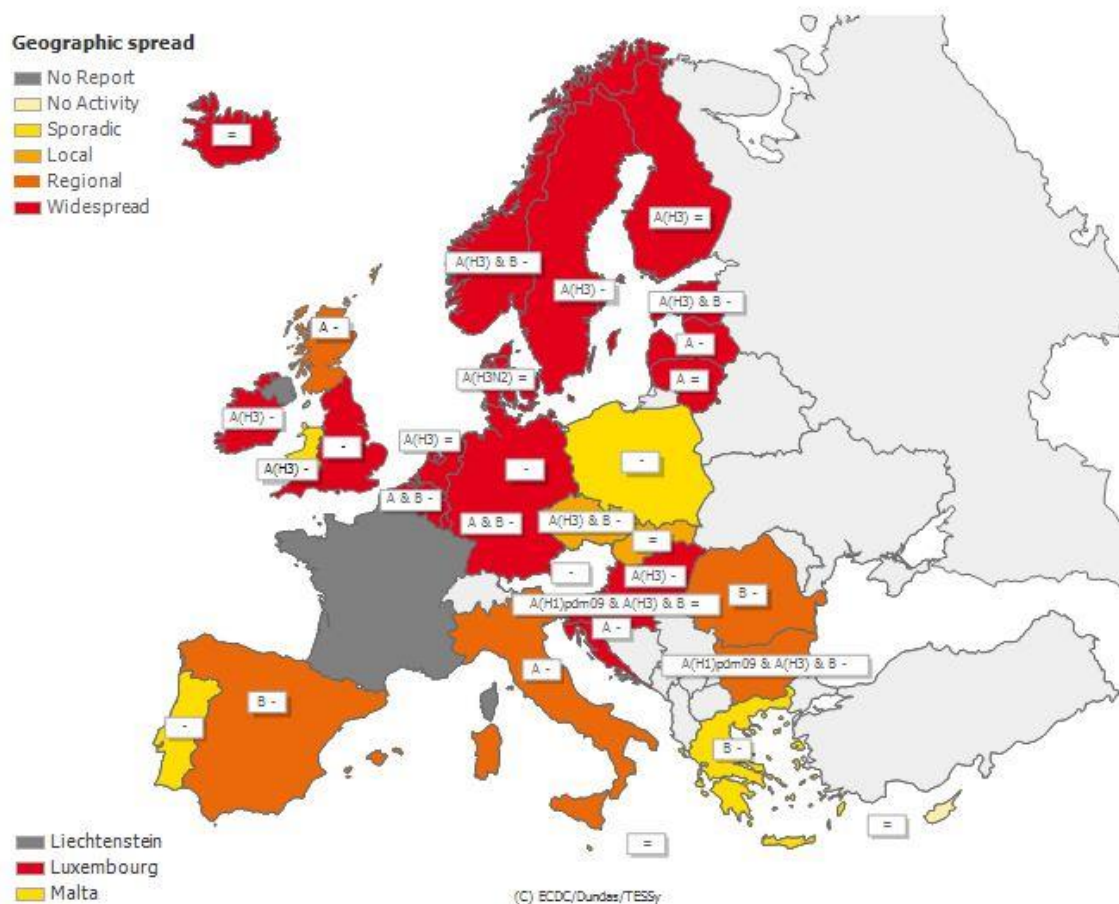 Geographic spread
No Report
No Activity
Sporadic
Local
Regional
Widespread
=
A(H3) =
A(H3) & B -
A(H3) -
A(H3) & B -
A -
A -
A(H3N2) =
A =
A(H3) -
A(H3) =
-
-
-
A(H3) -
A & B -
A & B -
A(H3) & B -
=
-
A(H3) -
A(H1)pdm09 & A(H3) & B =
B -
A -
A -
A(H1)pdm09 & A(H3) & B -
B -
-
B -
=
=
Liechtenstein
Luxembourg
Malta
(C) ECDC/Dundas/TESSy